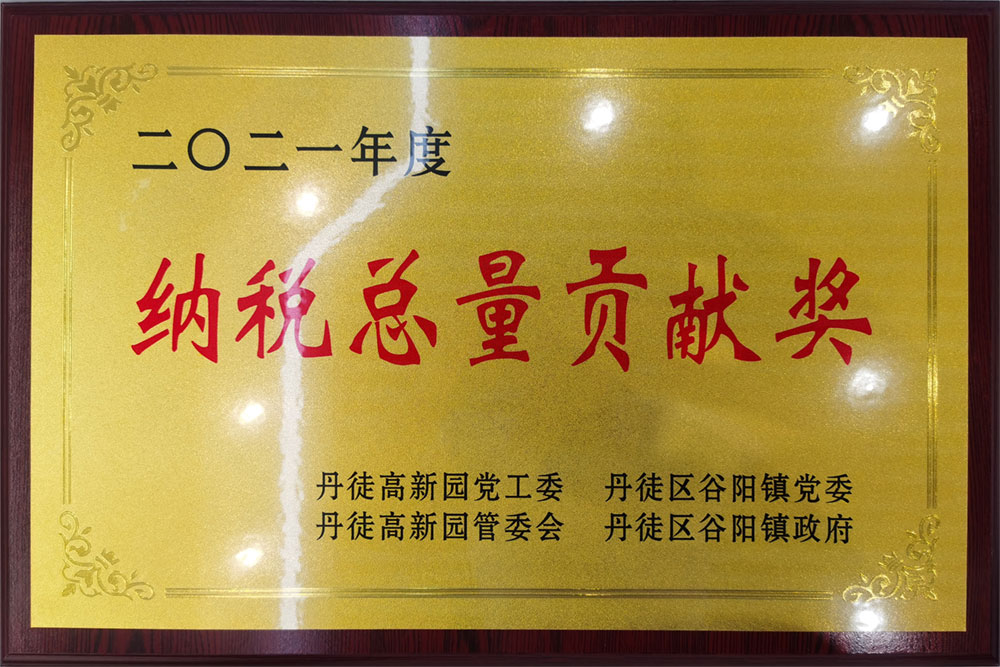 二〇二一年度
纳税总量贡献奖
丹徒高新园党工委 丹徒区谷阳镇党委
丹徒高新园管委会 丹徒区谷阳镇政府